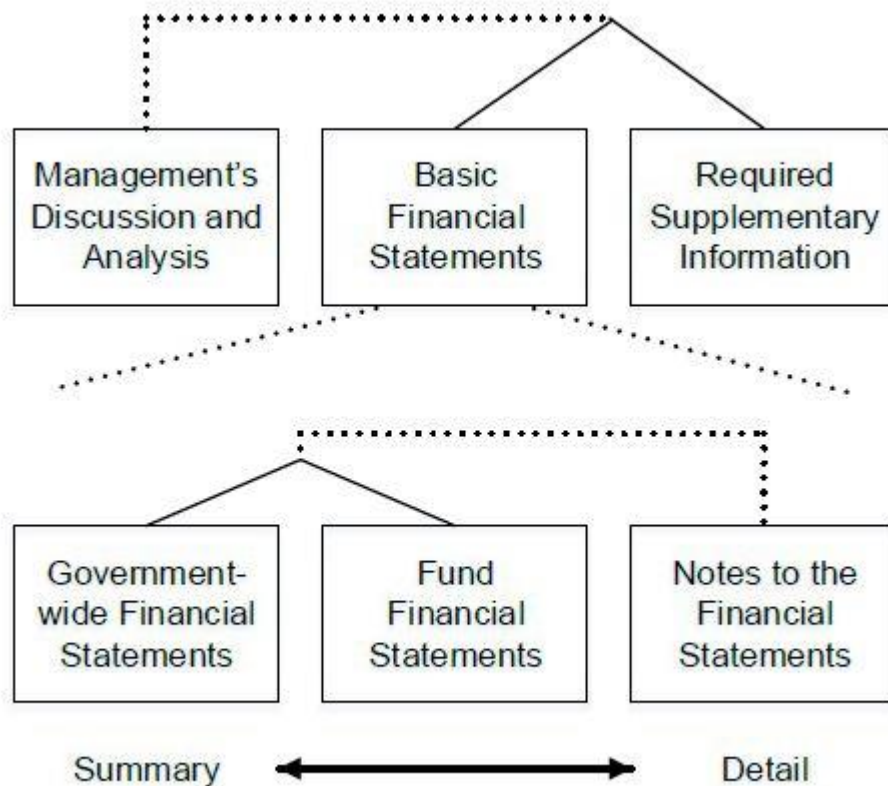 Management's
Discussion and
Analysis
Basic
Financial
Statements
Required
Supplementary
Information
Government-
wide Financial
Statements
Fund
Financial
Statements
Notes to the
Financial
Statements
Summary
Detail